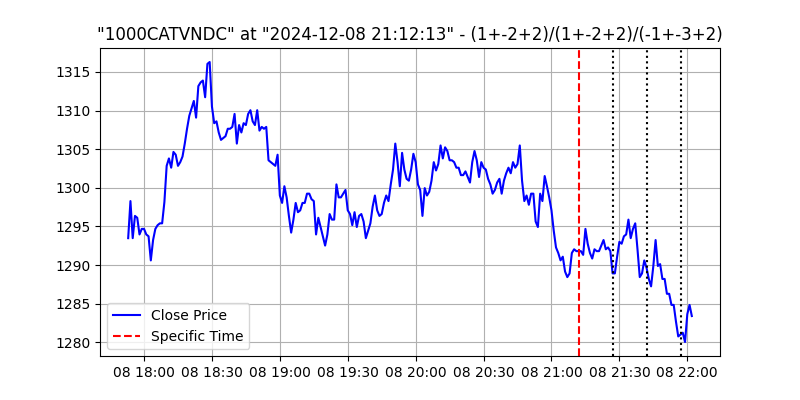 "1000CATVNDC" at "2024-12-08 21:12:13" - (1+-2+2)/(1+-2+2)/(-1+-3+2)
1315
1310
1305
1300
1295
1290
1285
1280
Close Price
Specific Time
08 18:00 08 18:30 08 19:00 08 19:30 08 20:00 08 20:30 08 21:00 08 21:30 08 22:00